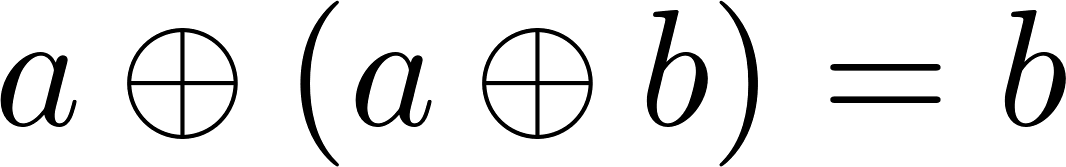 a ⊕ (a ⊕ b) = b